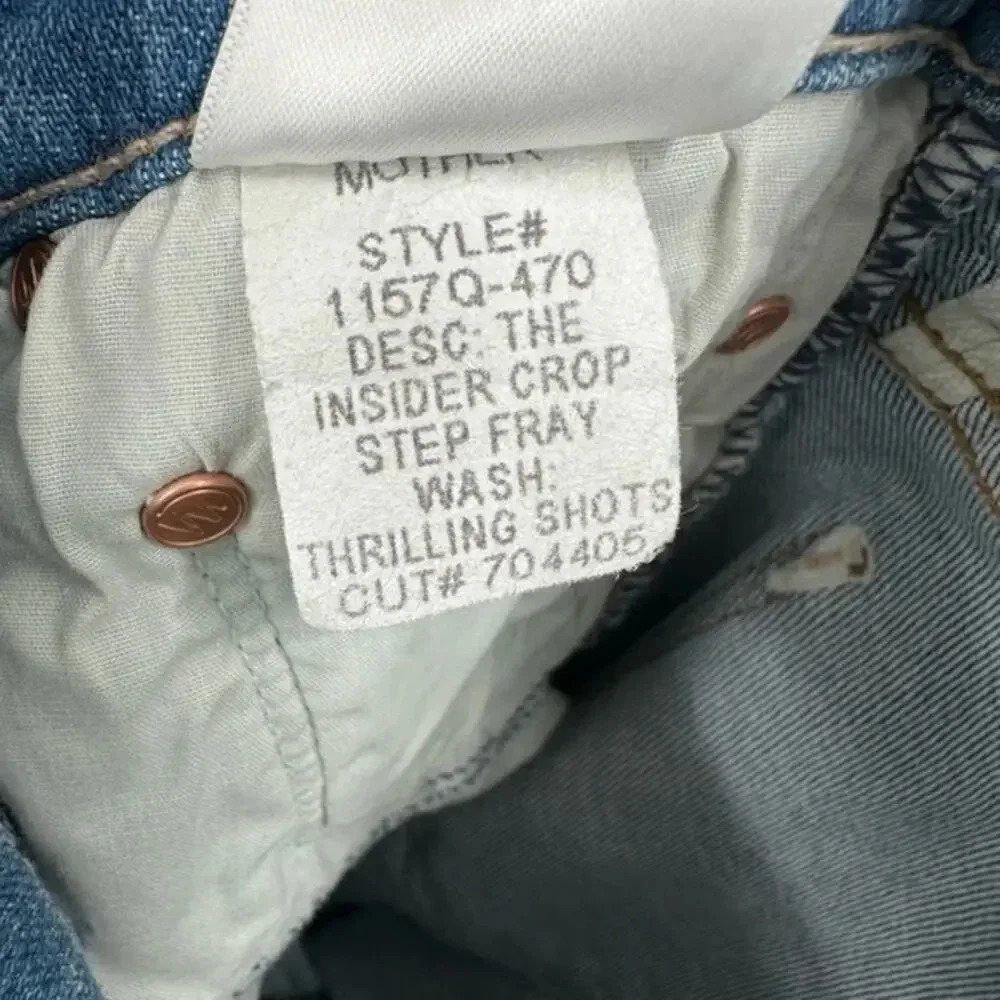 MOTHER
STYLE#
1157Q-470
DESC: THE
INSIDER CROP
STEP FRAY
WASH:
THRILLING SHOTS
CUT# 704405